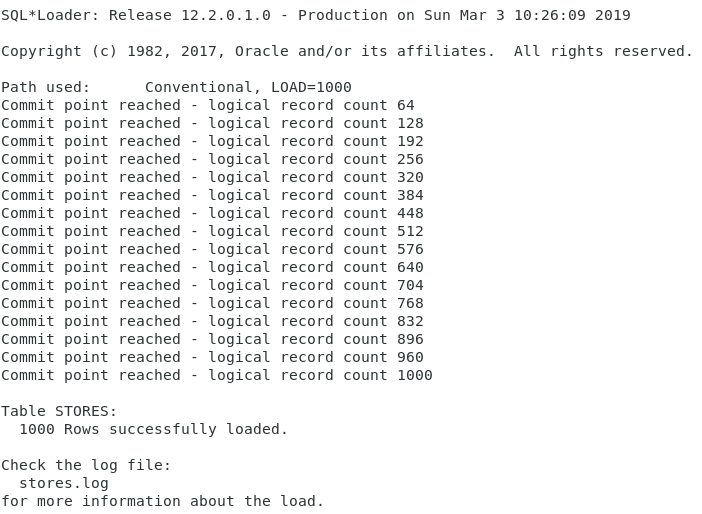 SQL*Loader: Release 12.2.0.1.0 - Production on Sun Mar 3 10:26:09 2019
Copyright (c) 1982, 2017, Oracle and/or its affiliates.  All rights reserved.
Path used:      Conventional, LOAD=1000
Commit point reached - logical record count 64
Commit point reached - logical record count 128
Commit point reached - logical record count 192
Commit point reached - logical record count 256
Commit point reached - logical record count 320
Commit point reached - logical record count 384
Commit point reached - logical record count 448
Commit point reached - logical record count 512
Commit point reached - logical record count 576
Commit point reached - logical record count 640
Commit point reached - logical record count 704
Commit point reached - logical record count 768
Commit point reached - logical record count 832
Commit point reached - logical record count 896
Commit point reached - logical record count 960
Commit point reached - logical record count 1000
Table STORES:
  1000 Rows successfully loaded.
Check the log file:
  stores.log
for more information about the load.